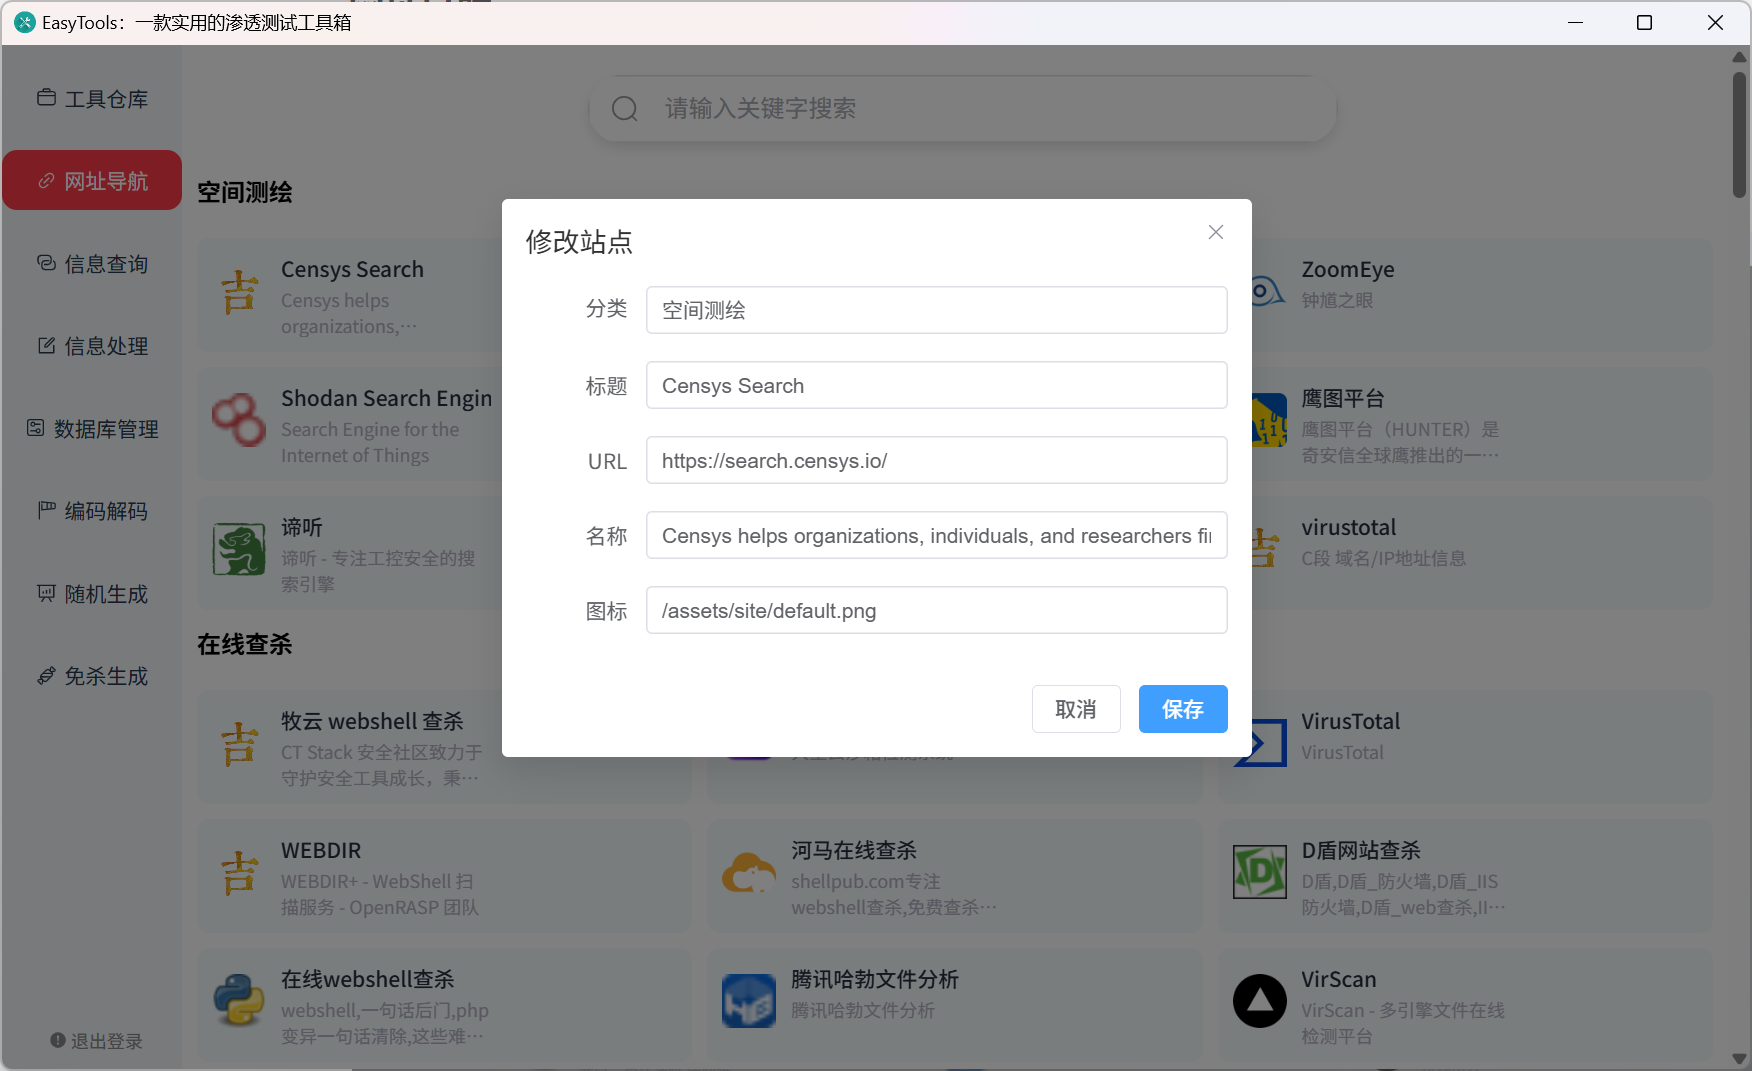 EasyTools：一款实用的渗透测试工具箱
工具仓库
网址导航
信息查询
信息处理
数据库管理
编码解码
随机生成
免杀生成
退出登录
请输入关键字搜索
空间测绘
Censys Search
Censys helps
organizations,…
ZoomEye
钟馗之眼
Shodan Search Engin
Search Engine for the
Internet of Things
鹰图平台
鹰图平台（HUNTER）是
奇安信全球鹰推出的一…
谛听
谛听 - 专注工控安全的搜
索引擎
virustotal
C段 域名/IP地址信息
修改站点
分类
空间测绘
标题
Censys Search
URL
https://search.censys.io/
名称
Censys helps organizations, individuals, and researchers fi
图标
/assets/site/default.png
取消
保存
在线查杀
牧云 webshell 查杀
CT Stack 安全社区致力于
守护安全工具成长，秉…
VirusTotal
VirusTotal
WEBDIR
WEBDIR+ - WebShell 扫
描服务 - OpenRASP 团队
河马在线查杀
shellpub.com专注
webshell查杀,免费查杀…
D盾网站查杀
D盾,D盾_防火墙,D盾_IIS
防火墙,D盾_web查杀,II…
在线webshell查杀
webshell,一句话后门,php
变异一句话清除,这些难…
腾讯哈勃文件分析
腾讯哈勃文件分析
VirScan
VirScan - 多引擎文件在线
检测平台